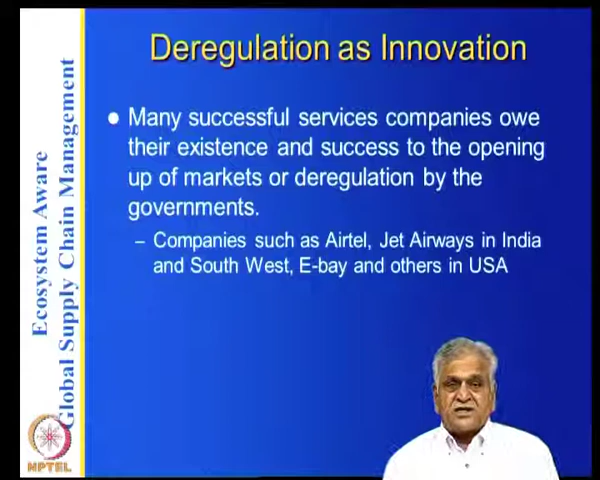 Deregulation as Innovation
Many successful services companies owe
their existence and success to the opening
up of markets or deregulation by the
governments.
– Companies such as Airtel, Jet Airways in India
and South West, E-bay and others in USA
Ecosystem Aware
Global Supply Chain Management
NPTEL